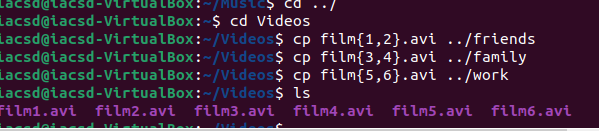 iacsd@iacsd-VirtualBox:~/Music$ cd ../
iacsd@iacsd-VirtualBox:~$ cd Videos
iacsd@iacsd-VirtualBox:~/Videos$ cp film{1,2}.avi ../friends
iacsd@iacsd-VirtualBox:~/Videos$ cp film{3,4}.avi ../family
iacsd@iacsd-VirtualBox:~/Videos$ cp film{5,6}.avi ../work
iacsd@iacsd-VirtualBox:~/Videos$ ls
film1.avi film2.avi film3.avi film4.avi film5.avi film6.avi
iacsd@iacsd-VirtualBox:~/Videos$